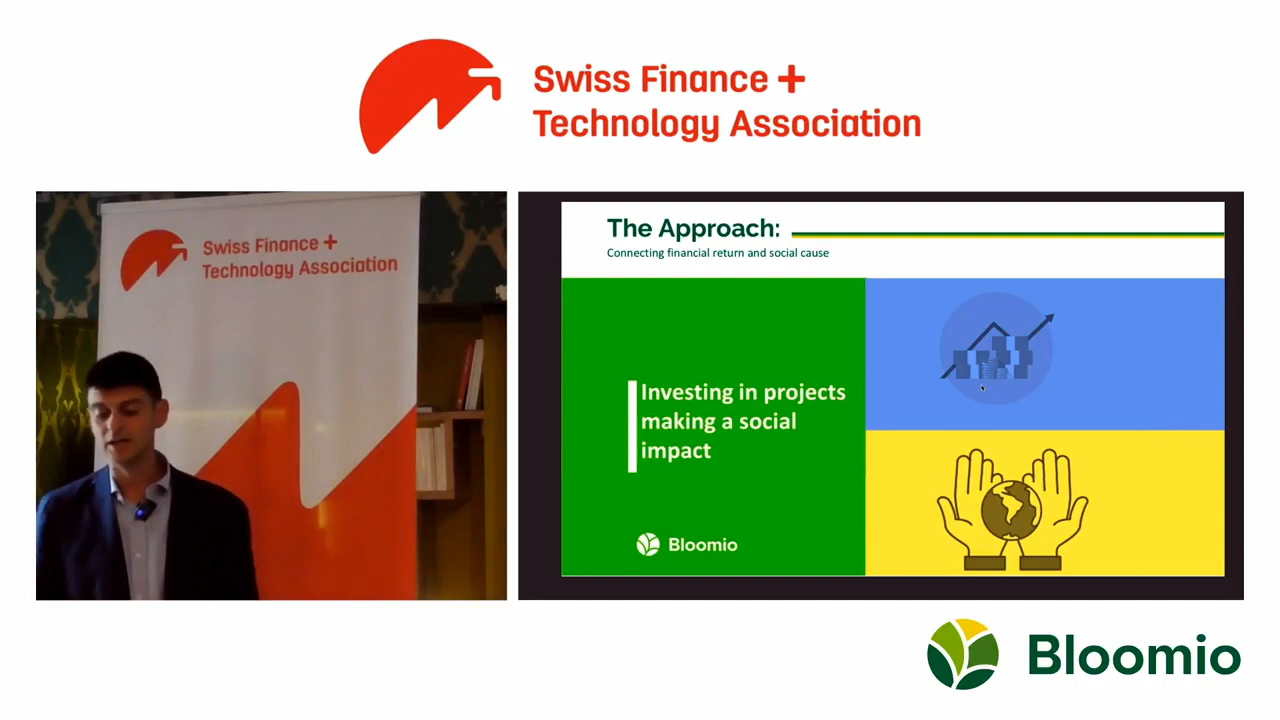 Swiss Finance +
Technology Association
Swiss Finance +
Technology Association
The Approach:
Connecting financial return and social cause
Investing in projects
making a social
impact
Bloomio
Bloomio